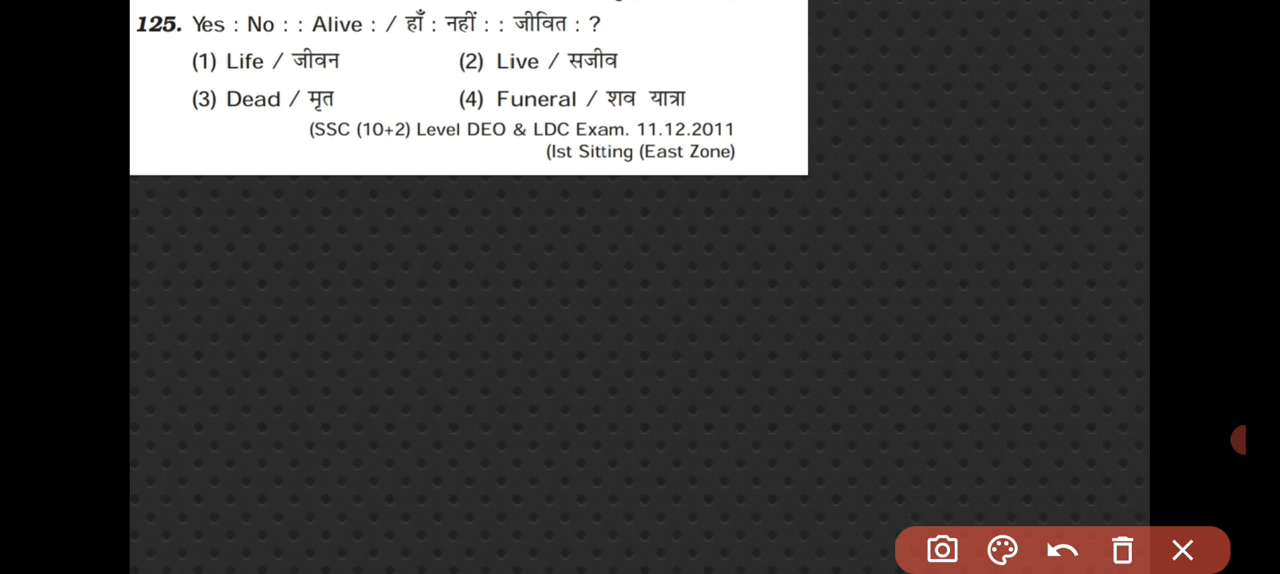 125. Yes : No : : Alive : / हाँ : नहीं : : जीवित : ?
(1) Life / जीवन (2) Live / सजीव
(3) Dead / मृत (4) Funeral / शव यात्रा
(SSC (10+2) Level DEO & LDC Exam. 11.12.2011
(Ist Sitting (East Zone)